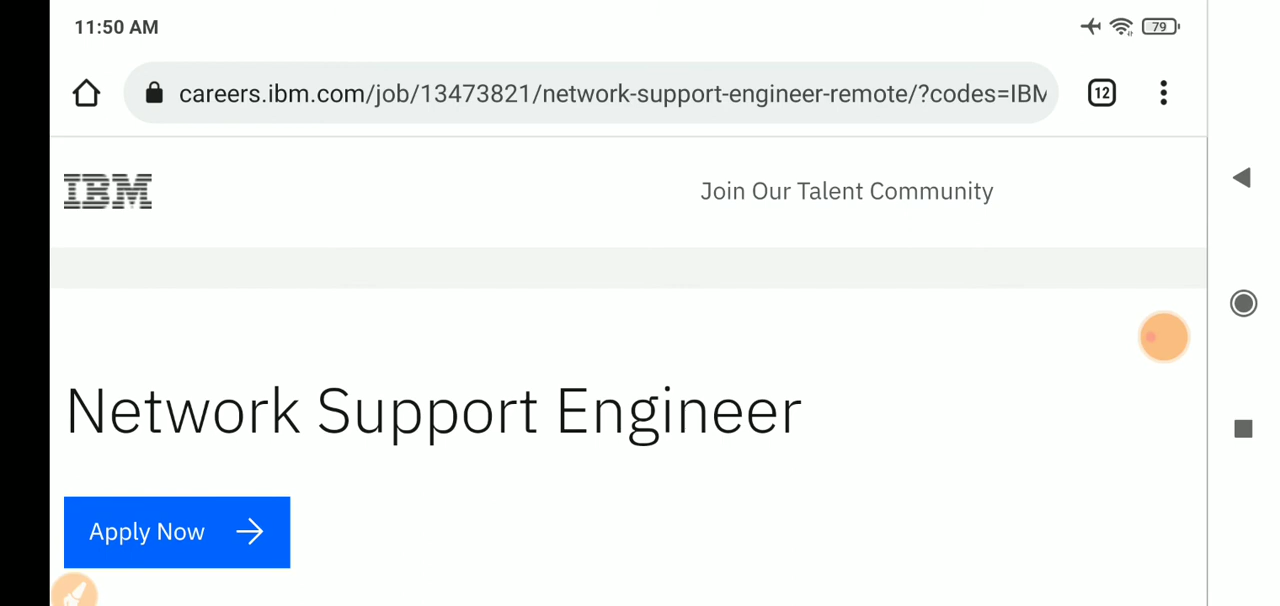 11:50 AM
79
careers.ibm.com/job/13473821/network-support-engineer-remote/?codes=IBM
12
IBM
Join Our Talent Community
Network Support Engineer
Apply Now